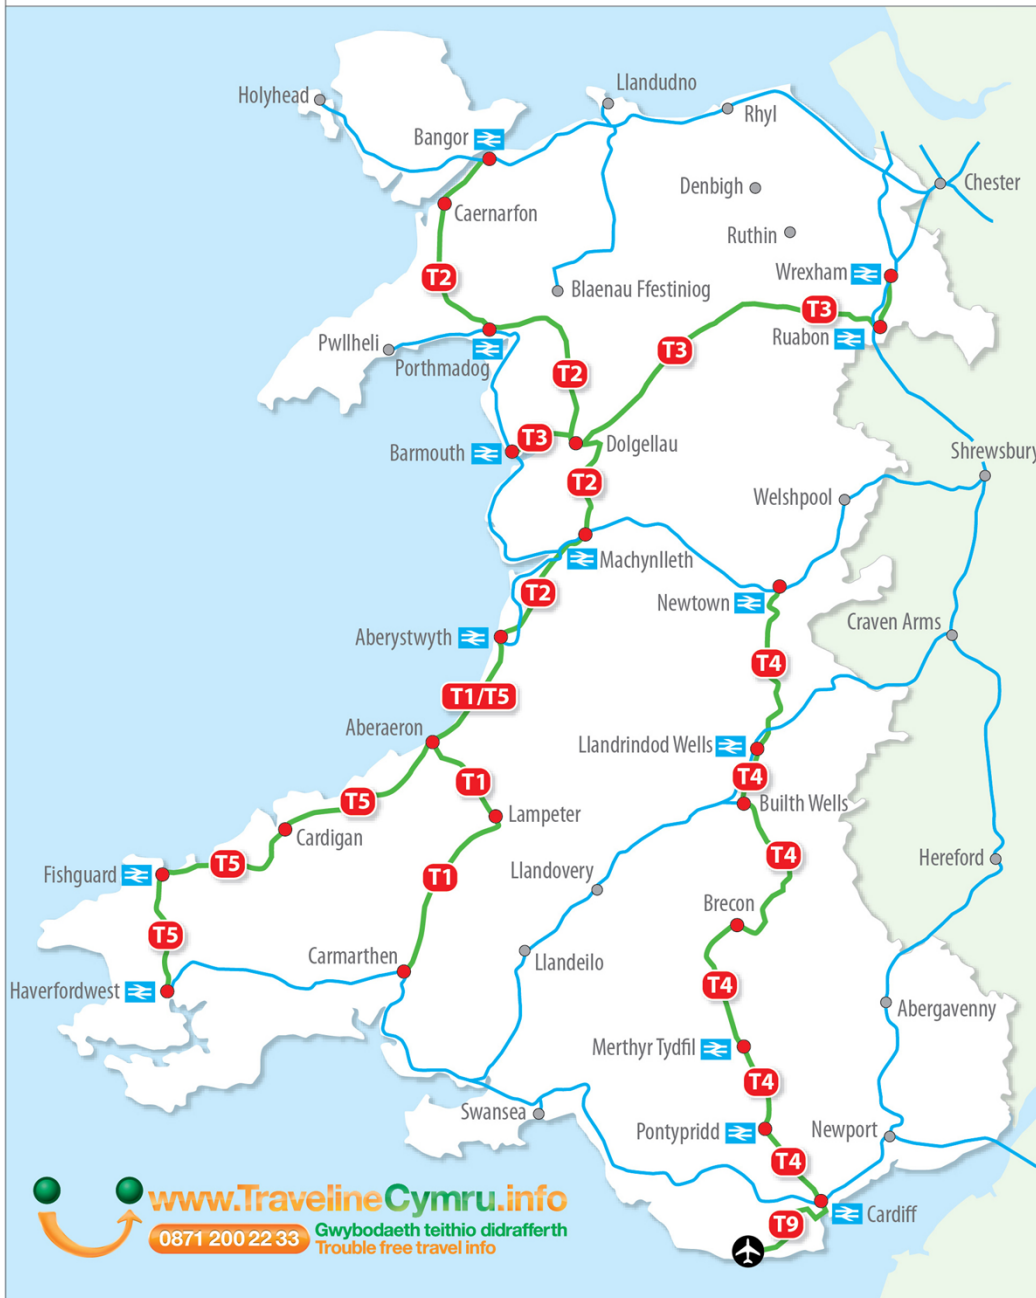 Llandudno
Holyhead
Rhyl
Bangor
Chester
Denbigh
Caernarfon
Ruthin
Wrexham
T2
Blaenau Ffestiniog
T3
Ruabon
Pwllheli
T3
Porthmadog
T2
T3
Dolgellau
Barmouth
Shrewsbury
T2
Welshpool
Machynlleth
T2
Newtown
Craven Arms
Aberystwyth
T4
T1/T5
Aberaeron
Llandrindod Wells
T4
T1
T5
Builth Wells
Lampeter
Cardigan
T4
Hereford
T5
Fishguard
Llandovery
T1
Brecon
T5
Carmarthen
Llandeilo
T4
Haverfordwest
Abergavenny
Merthyr Tydfil
T4
Swansea
Pontypridd
Newport
T4
www.TravelineCymru.info
Cardiff
T9
0871 200 22 33
Gwybodaeth teithio didrafferth
Trouble free travel info